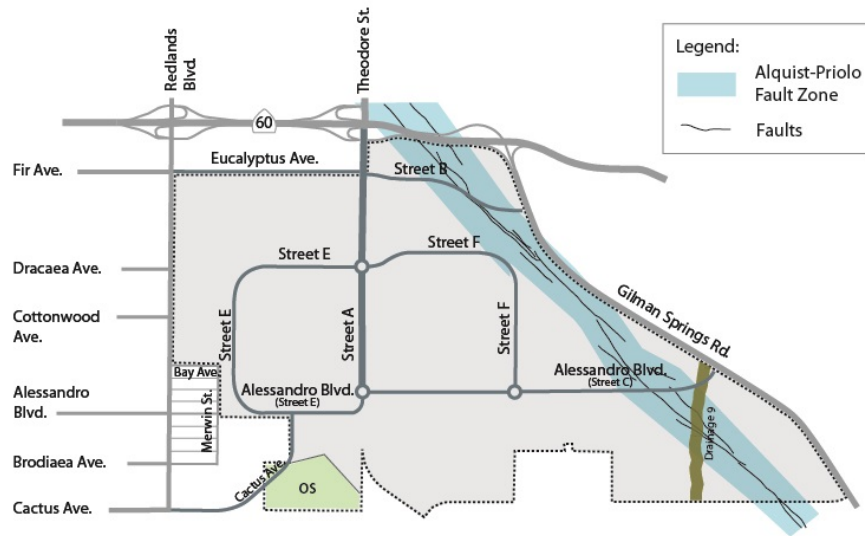 Redlands
Blvd.
Theodore St.
Legend:
Alquist-Priolo
Fault Zone
Faults
60
Eucalyptus Ave.
Fir Ave.
Street B
Street E
Street F
Dracaea Ave.
Gilman Springs Rd.
Cottonwood
Ave.
Street E
Street A
Street F
Bay Ave.
Alessandro Blvd.
(Street E)
Alessandro Blvd.
(Street C)
Alessandro
Blvd.
Merwin St.
Drainage 9
Brodiaea Ave.
Cactus Ave.
OS
Cactus Ave.